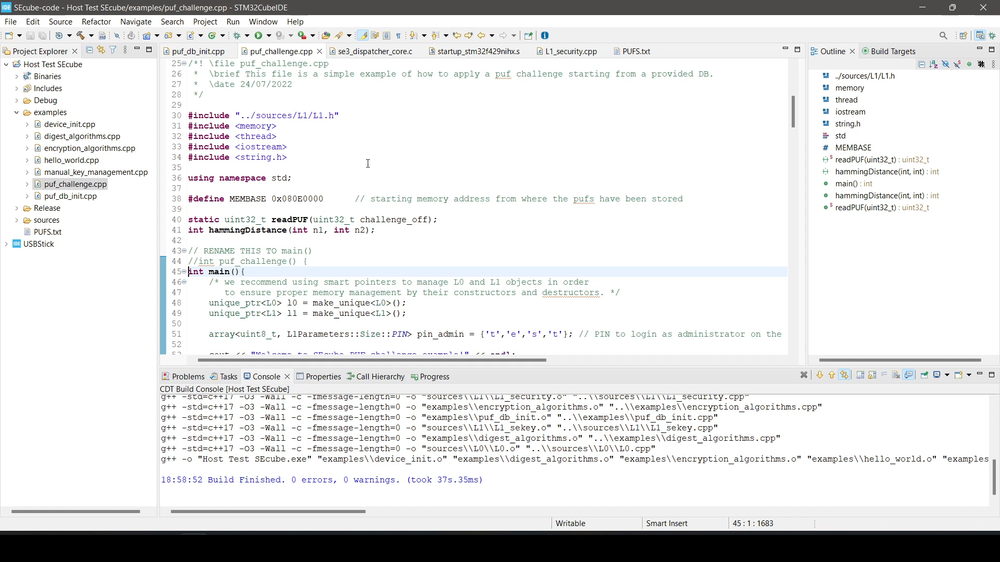 IDE SEcube-code - Host Test SEcube/examples/puf_challenge.cpp - STM32CubeIDE
File Edit Source Refactor Navigate Search Project Run Window Help
Project Explorer
Host Test SEcube
Binaries
Includes
Debug
examples
device_init.cpp
digest_algorithms.cpp
encryption_algorithms.cpp
hello_world.cpp
manual_key_management.cpp
puf_challenge.cpp
puf_db_init.cpp
Release
sources
PUFS.txt
IDE USBStick
puf_db_init.cpp puf_challenge.cpp se3_dispatcher_core.c startup_stm32f429nihx.s L1_security.cpp PUFS.txt
25 /*! \file puf_challenge.cpp
26 * \brief This file is a simple example of how to apply a puf challenge starting from a provided DB.
27 * \date 24/07/2022
28 */
29
30 #include "../sources/L1/L1.h"
31 #include <memory>
32 #include <thread>
33 #include <iostream>
34 #include <string.h>
35
36 using namespace std;
37
38 #define MEMBASE 0x080E0000 // starting memory address from where the pufs have been stored
39
40 static uint32_t readPUF(uint32_t challenge_off);
41 int hammingDistance(int n1, int n2);
42
43 // RENAME THIS TO main()
44 //int puf_challenge() {
45 int main(){
46 /* we recommend using smart pointers to manage L0 and L1 objects in order
47 to ensure proper memory management by their constructors and destructors. */
48 unique_ptr<L0> l0 = make_unique<L0>();
49 unique_ptr<L1> l1 = make_unique<L1>();
50
51 array<uint8_t, L1Parameters::Size::PIN> pin_admin = {'t','e','s','t'}; // PIN to login as administrator on the
52
53 cout << "Welcome to SEcube PUF challenge example!" << endl;
Outline Build Targets
../sources/L1/L1.h
memory
thread
iostream
string.h
std
# MEMBASE
readPUF(uint32_t) : uint32_t
hammingDistance(int, int) : int
main() : int
hammingDistance(int, int) : int
readPUF(uint32_t) : uint32_t
Problems Tasks Console Properties Call Hierarchy Progress
CDT Build Console [Host Test SEcube]
g++ -std=c++17 -O3 -Wall -c -fmessage-length=0 -o "sources\\L1\\L1_security.o" "..\\sources\\L1\\L1_security.cpp"
g++ -std=c++17 -O3 -Wall -c -fmessage-length=0 -o "examples\\encryption_algorithms.o" "..\\examples\\encryption_algorithms.cpp"
g++ -std=c++17 -O3 -Wall -c -fmessage-length=0 -o "examples\\puf_db_init.o" "..\\examples\\puf_db_init.cpp"
g++ -std=c++17 -O3 -Wall -c -fmessage-length=0 -o "sources\\L1\\L1_sekey.o" "..\\sources\\L1\\L1_sekey.cpp"
g++ -std=c++17 -O3 -Wall -c -fmessage-length=0 -o "examples\\digest_algorithms.o" "..\\examples\\digest_algorithms.cpp"
g++ -std=c++17 -O3 -Wall -c -fmessage-length=0 -o "sources\\L0\\L0.o" "..\\sources\\L0\\L0.cpp"
g++ -o "Host Test SEcube.exe" "examples\\device_init.o" "examples\\digest_algorithms.o" "examples\\encryption_algorithms.o" "examples\\hello_world.o" "examples
18:58:52 Build Finished. 0 errors, 0 warnings. (took 37s.35ms)
Writable Smart Insert 45 : 1 : 1683